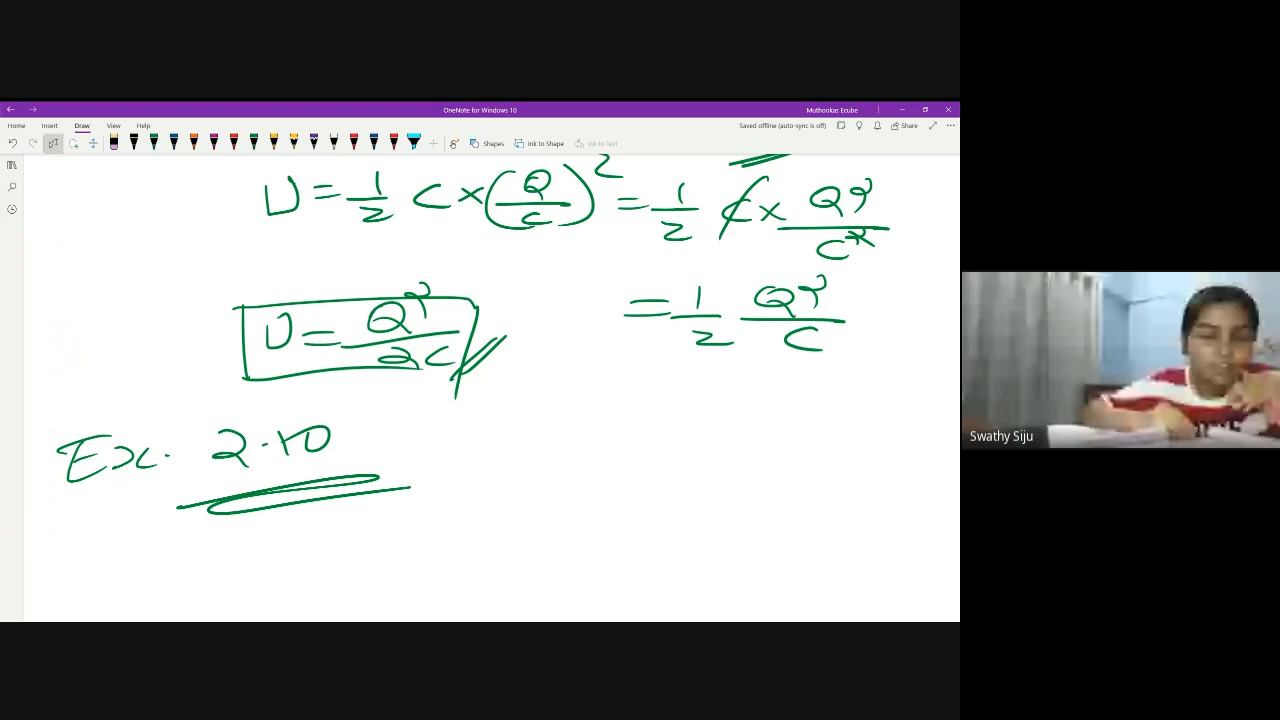 OneNote for Windows 10
Muthookas Ecube
Home Insert Draw View Help
Saved offline (auto-sync is off)
Share
Shapes
Ink to Shape
Ink to Text
U = 1/2 C × (Q/C)² = 1/2 C × Q²/C²
= 1/2 Q²/C
U = Q²/2C
Ex. 2.10
Swathy Siju